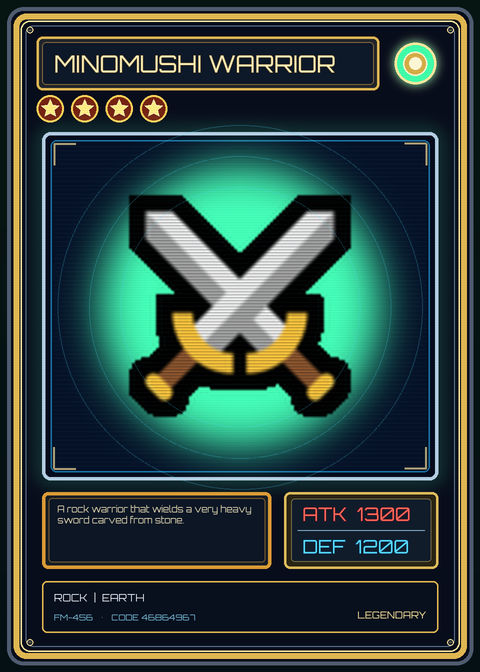 MINOMUSHI WARRIOR
A rock warrior that wields a very heavy
sword carved from stone.
ATK 1300
DEF 1200
ROCK | EARTH
FM-456 · CODE 46864967
LEGENDARY